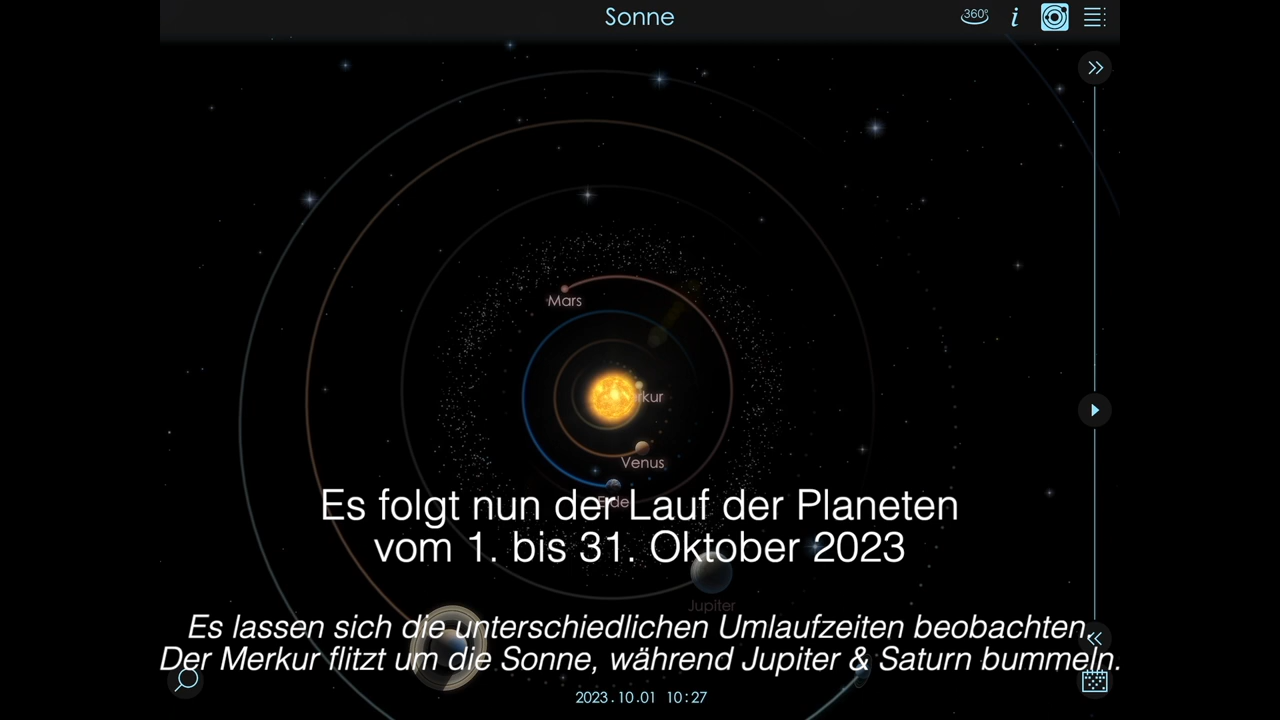 Sonne
360°
i
Mars
rkur
Venus
Erde
Es folgt nun der Lauf der Planeten
vom 1. bis 31. Oktober 2023
Jupiter
Es lassen sich die unterschiedlichen Umlaufzeiten beobachten.
Der Merkur flitzt um die Sonne, während Jupiter & Saturn bummeln.
2023.10.01 10:27